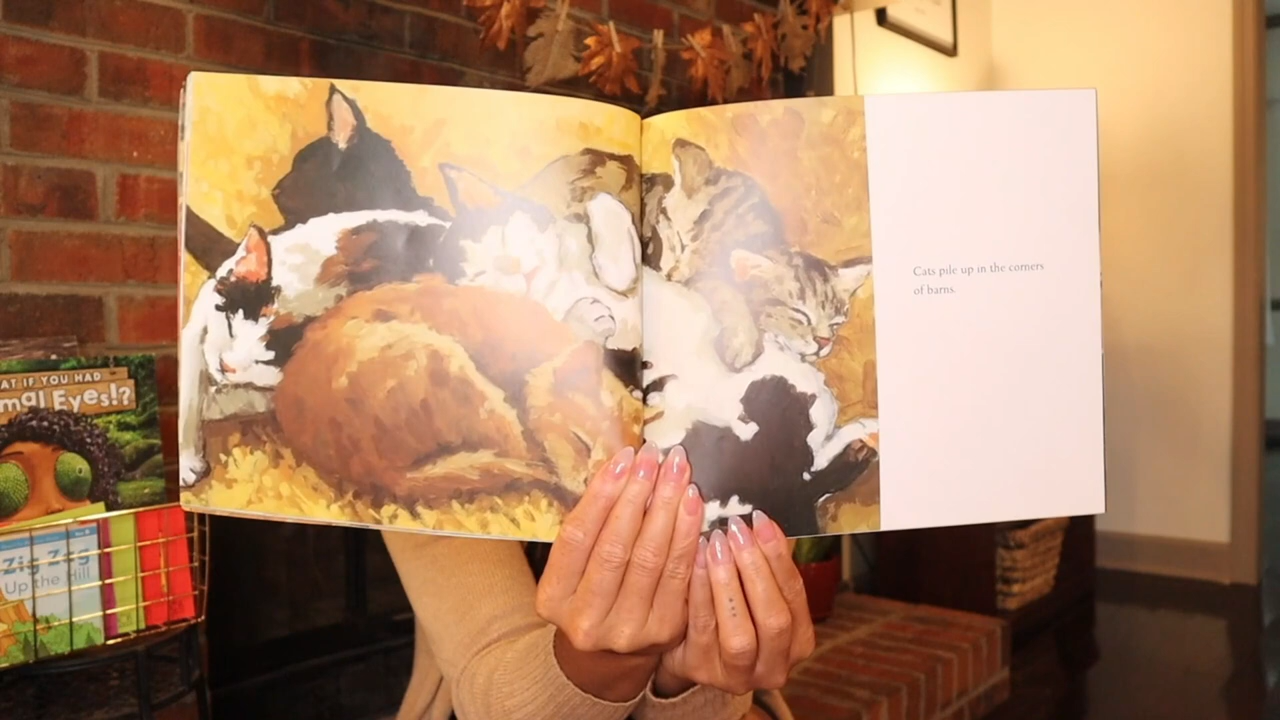 Cats pile up in the corners
of barns.
AT IF YOU HAD
mal Eyes!?
Zig Zag
Up the Hill